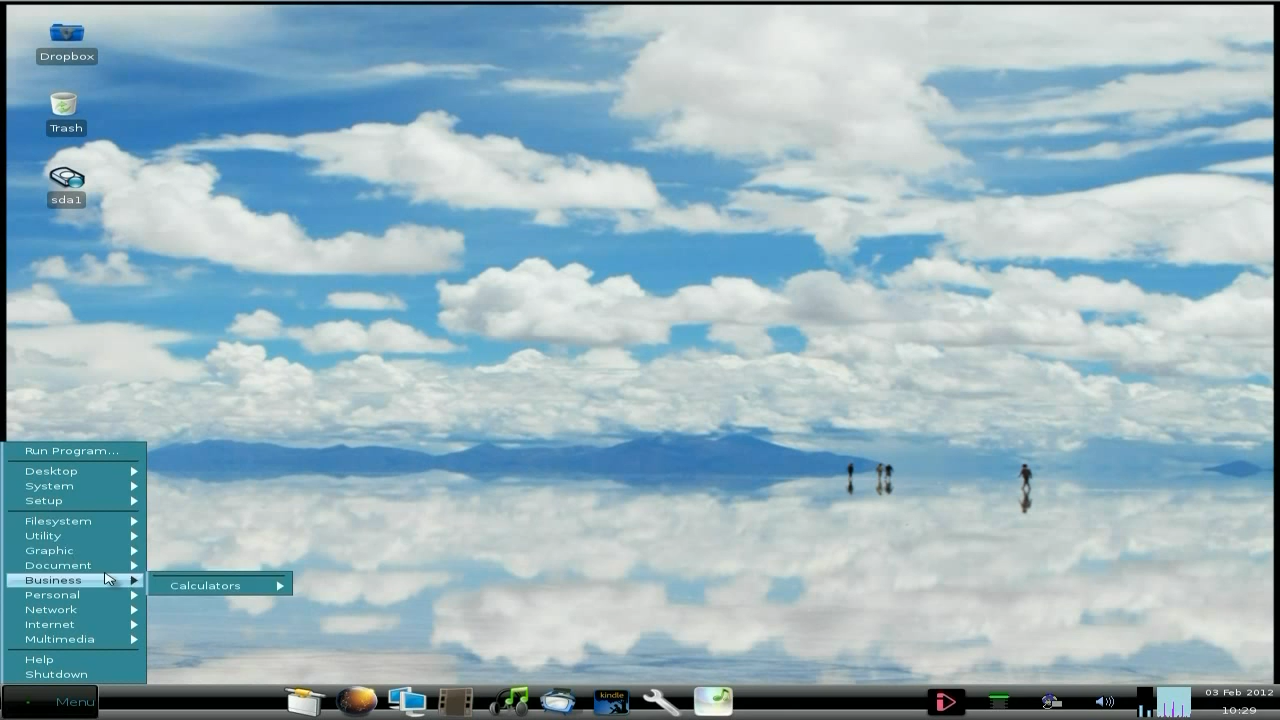 Dropbox
Trash
sda1
Run Program...
Desktop
System
Setup
Filesystem
Utility
Graphic
Document
Business
Calculators
Personal
Network
Internet
Multimedia
Help
Shutdown
Menu
kindle
03 Feb 2012
10:29